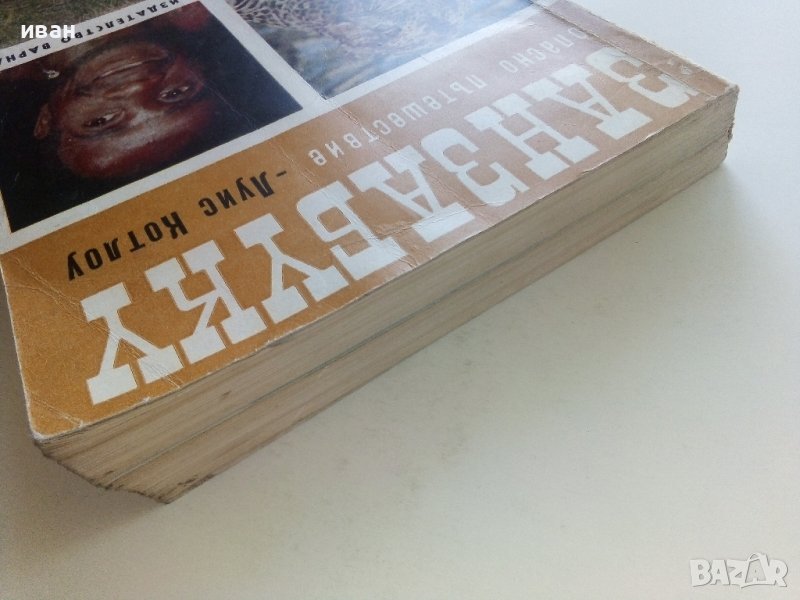 иван
ИЗДАТЕЛСТВО ВАРНА
ЗАНЗАБУКУ
опасно пътешествие
-Луис Котлоу
BAZAR